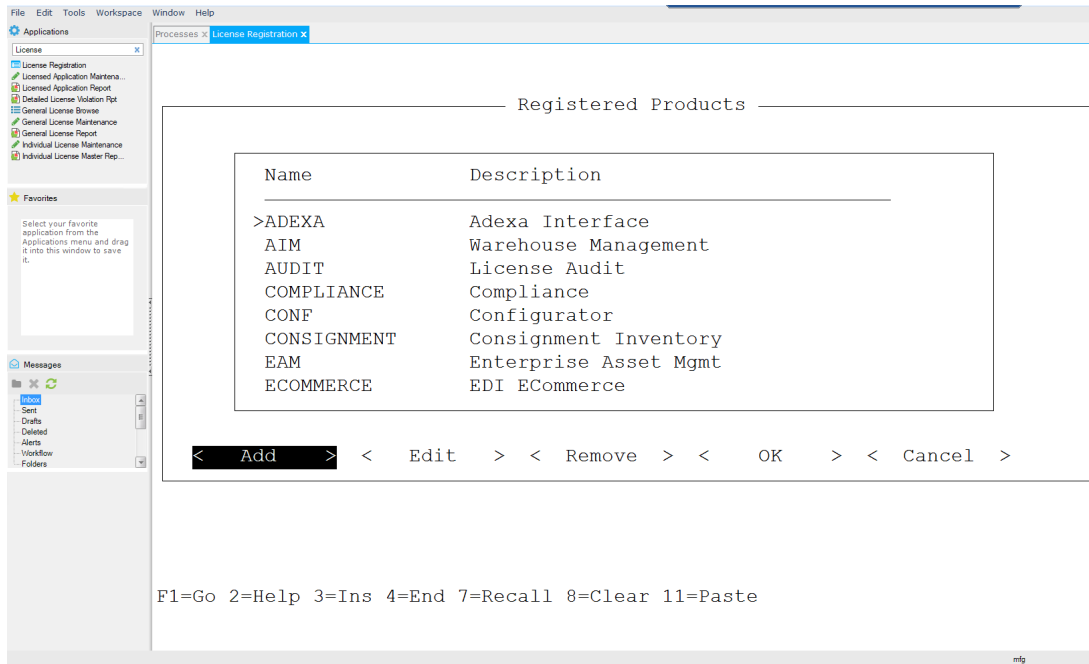 File Edit Tools Workspace Window Help
Applications
License x
License Registration
Licensed Application Maintena...
Licensed Application Report
Detailed License Violation Rpt
General License Browse
General License Maintenance
General License Report
Individual License Maintenance
Individual License Master Rep...
Favorites
Select your favorite
application from the
Applications menu and drag
it into this window to save
it.
Messages
Inbox
Sent
Drafts
Deleted
Alerts
Workflow
Folders
Processes x License Registration x
Registered Products
Name Description
>ADEXA Adexa Interface
AIM Warehouse Management
AUDIT License Audit
COMPLIANCE Compliance
CONF Configurator
CONSIGNMENT Consignment Inventory
EAM Enterprise Asset Mgmt
ECOMMERCE EDI ECommerce
< Add > < Edit > < Remove > < OK > < Cancel >
F1=Go 2=Help 3=Ins 4=End 7=Recall 8=Clear 11=Paste
mfg